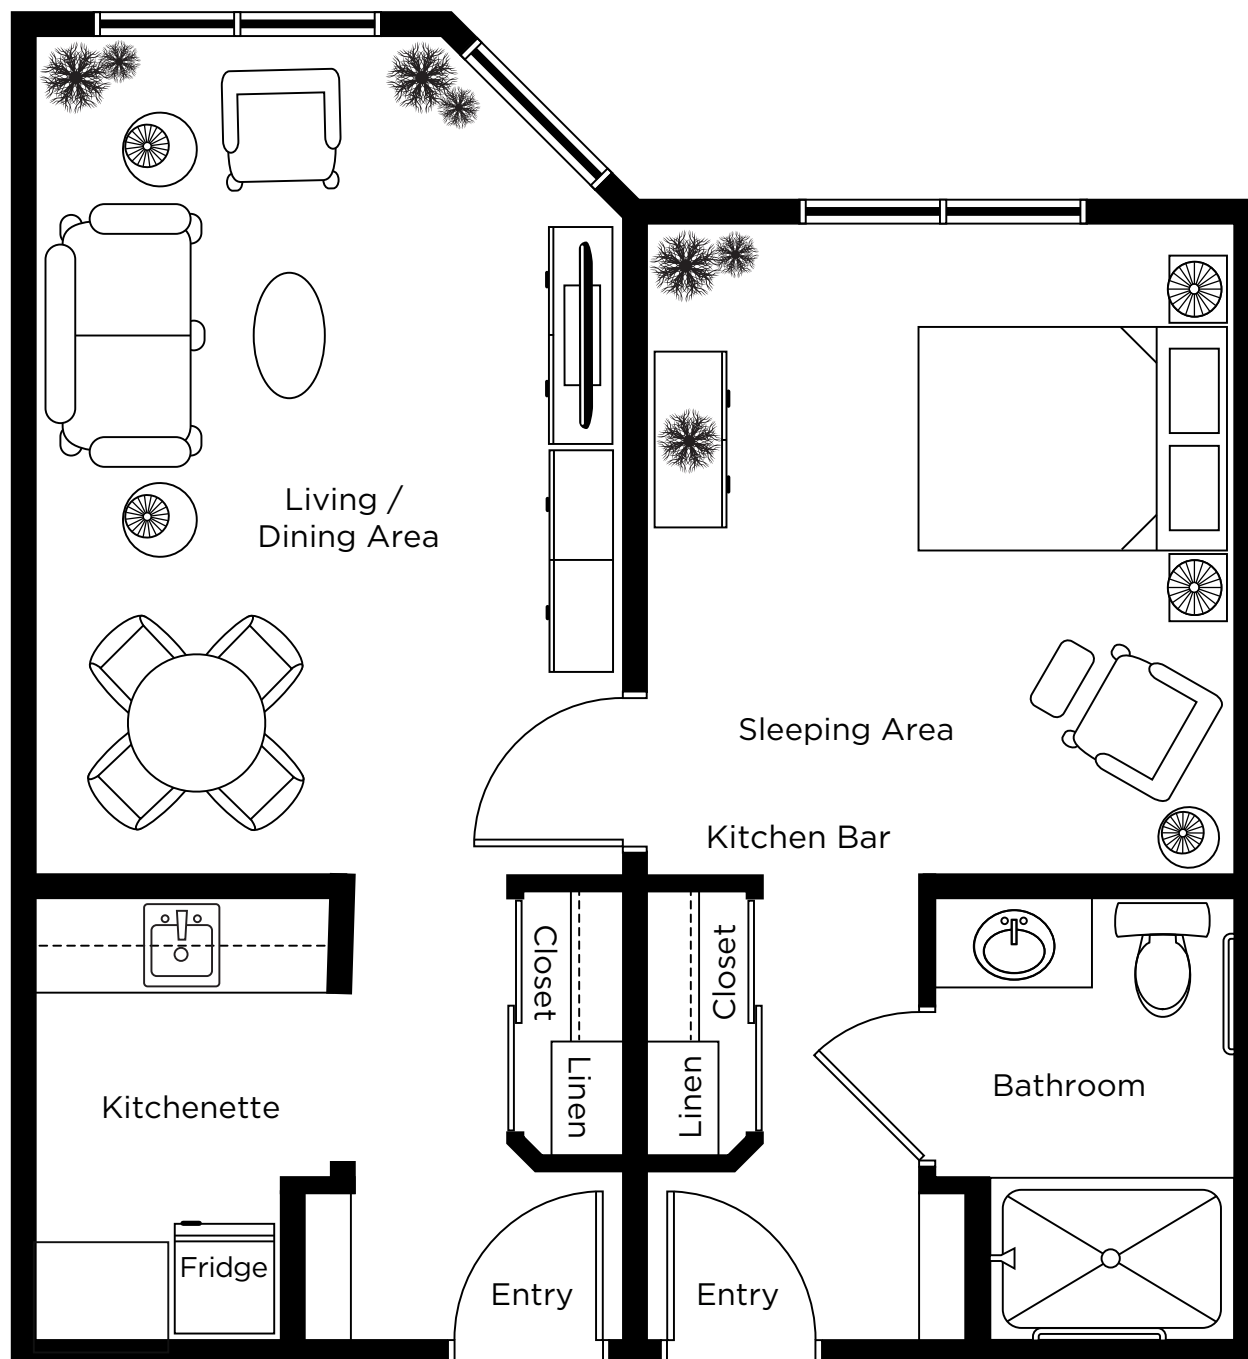 Living /
Dining Area
Sleeping Area
Kitchen Bar
Closet
Closet
Linen
Linen
Kitchenette
Bathroom
Fridge
Entry
Entry